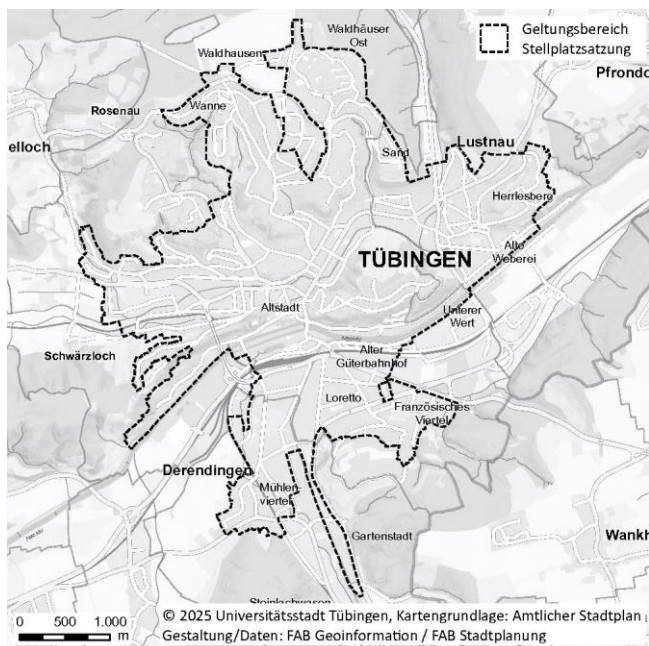 Waldhäuser
Ost
Geltungsbereich
Stellplatzsatzung
Waldhausen
Pfrondo
Rosenau
Wanne
elloch
Sand
Lustnau
Herrlesberg
TÜBINGEN
Alte
Weberei
Altstadt
Unterer
Wert
Schwärzloch
Alter
Güterbahnhof
Loretto
Französisches
Viertel
Derendingen
Mühlen-
viertel
Gartenstadt
Wankh
Steinlachwasen
0 500 1.000
m
© 2025 Universitätsstadt Tübingen, Kartengrundlage: Amtlicher Stadtplan
Gestaltung/Daten: FAB Geoinformation / FAB Stadtplanung